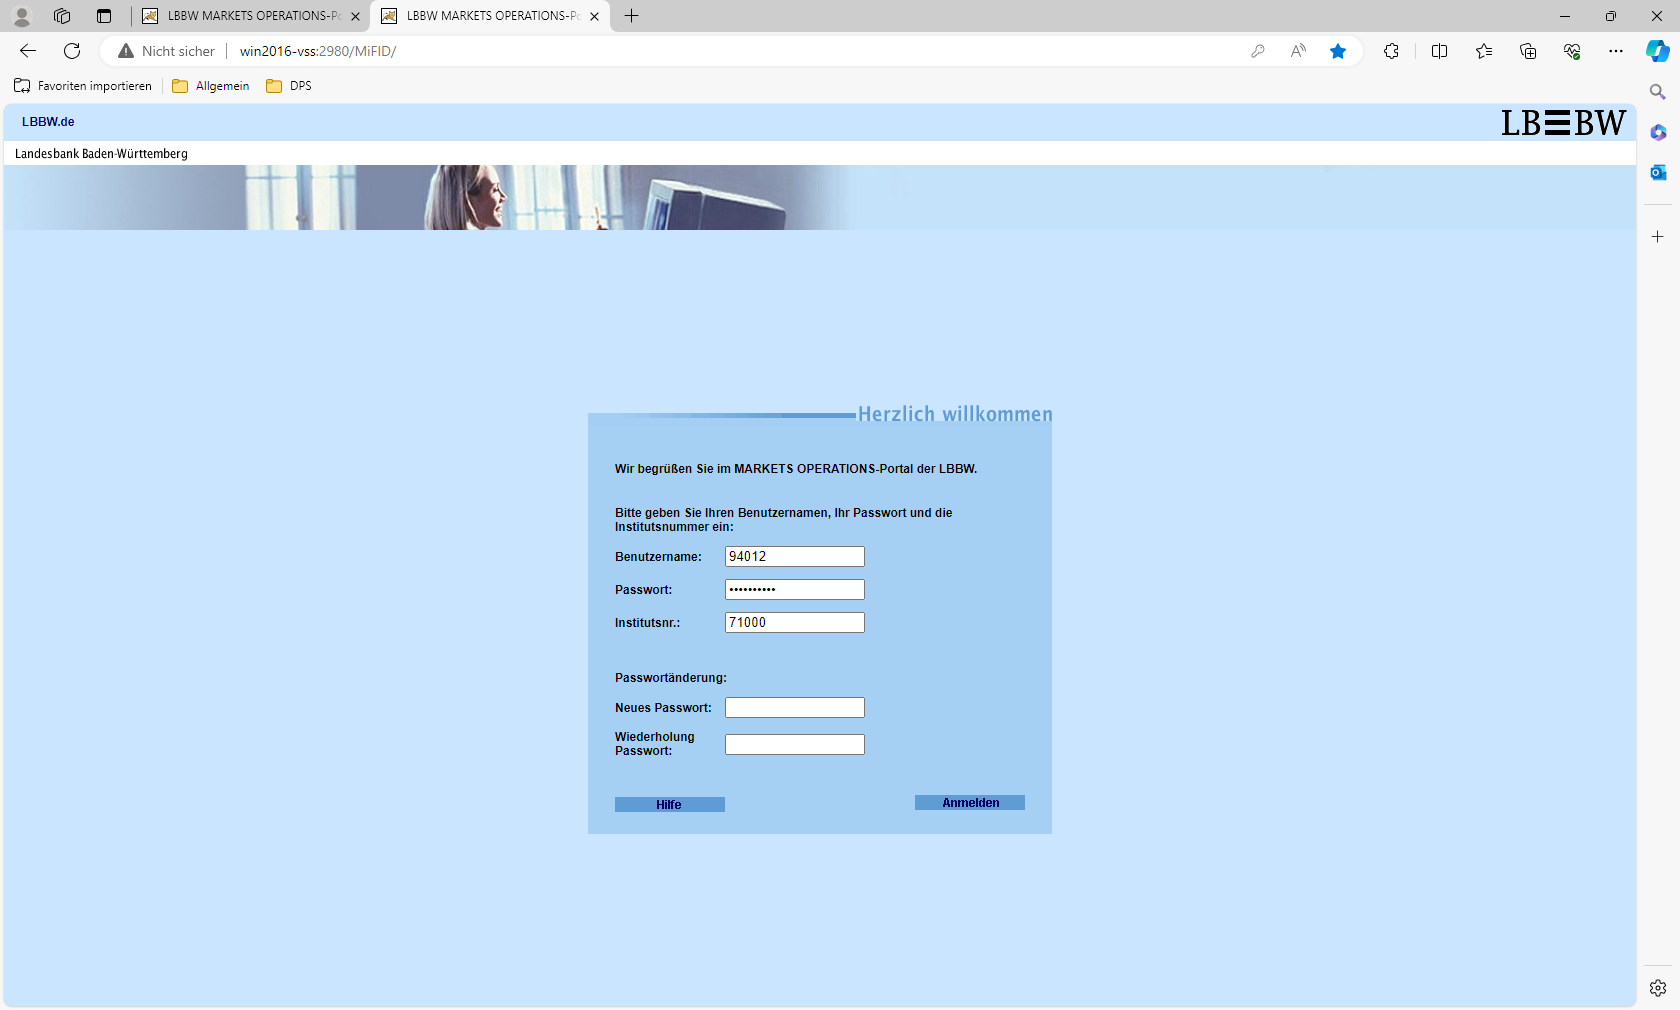 LBBW MARKETS OPERATIONS-Po
LBBW MARKETS OPERATIONS-Po
Nicht sicher
win2016-vss:2980/MiFID/
Favoriten importieren
Allgemein
DPS
LBBW.de
LB≡BW
Landesbank Baden-Württemberg
Herzlich willkommen
Wir begrüßen Sie im MARKETS OPERATIONS-Portal der LBBW.
Bitte geben Sie Ihren Benutzernamen, Ihr Passwort und die
Institutsnummer ein:
Benutzername: 94012
Passwort: ••••••••••
Institutsnr.: 71000
Passwortänderung:
Neues Passwort:
Wiederholung
Passwort:
Hilfe
Anmelden